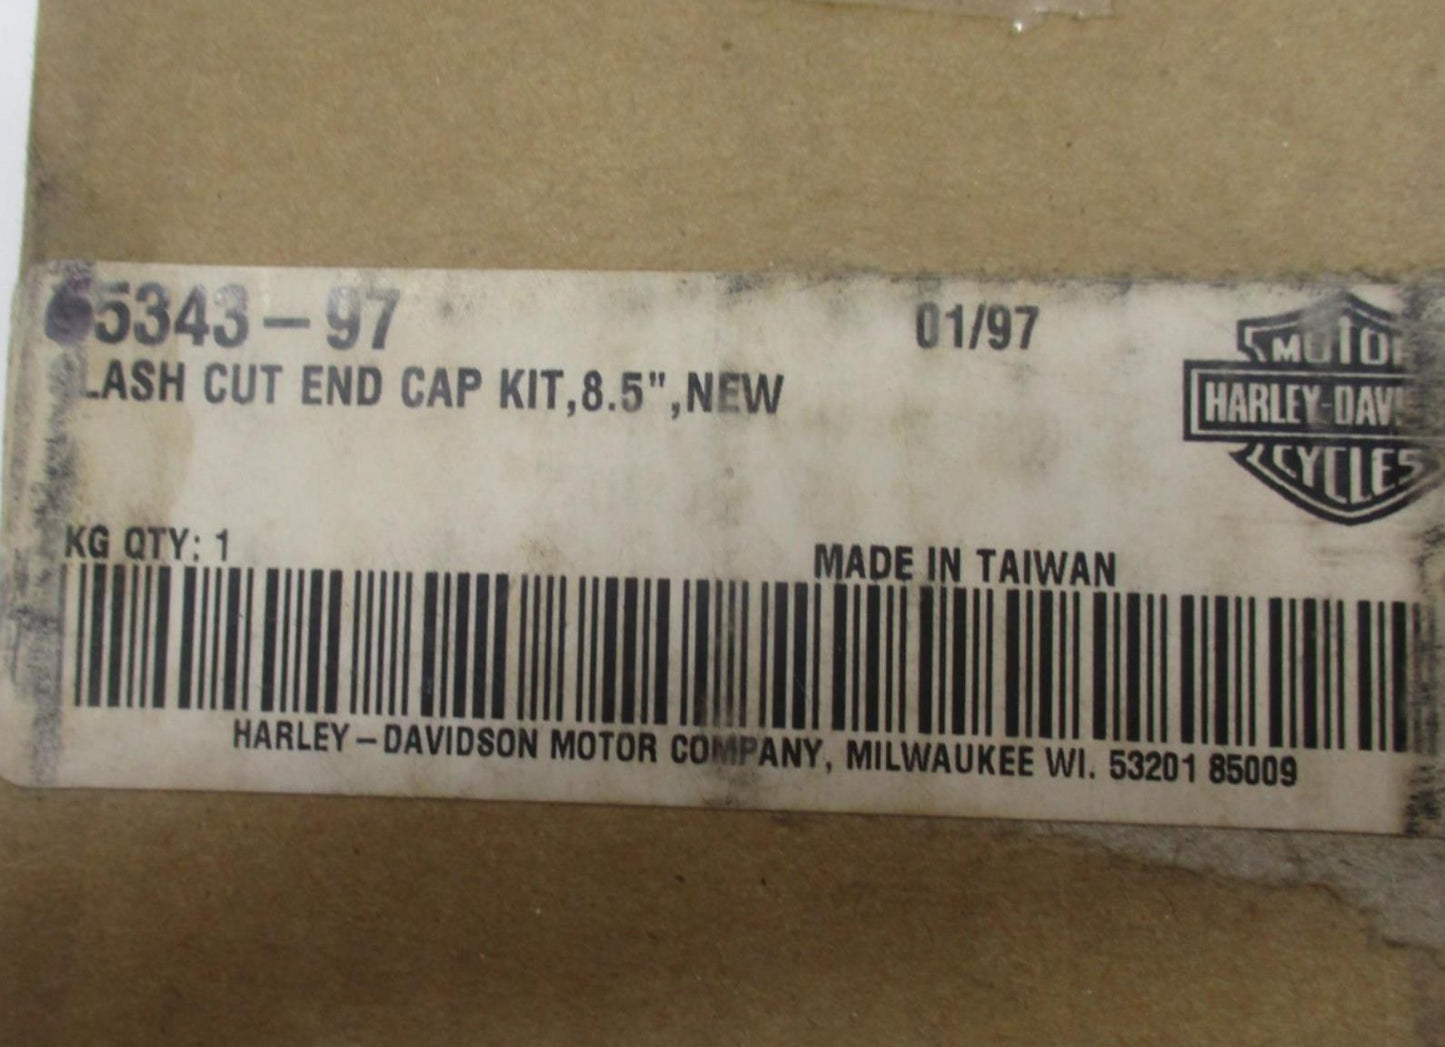 65343-97 01/97
LASH CUT END CAP KIT,8.5",NEW
MOTOR
HARLEY-DAVI
CYCLES
KG QTY: 1
MADE IN TAIWAN
HARLEY-DAVIDSON MOTOR COMPANY, MILWAUKEE WI. 53201 85009